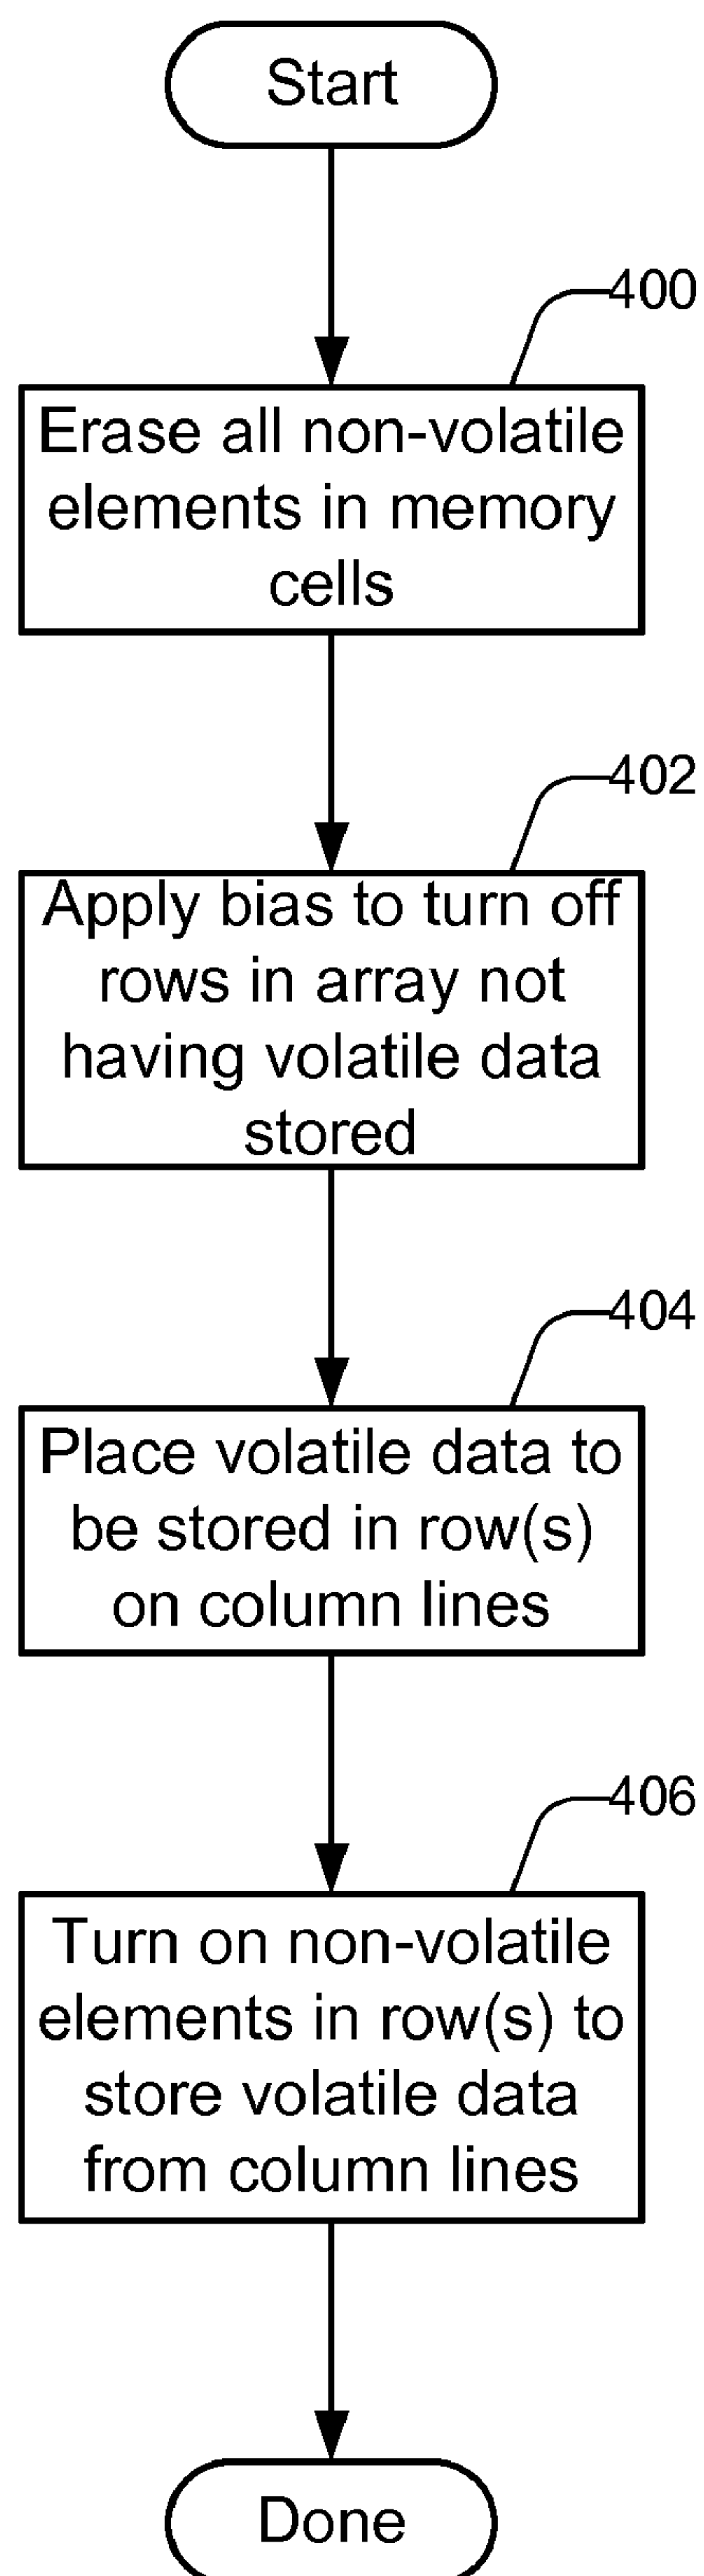 Start
400
Erase all non-volatile
elements in memory
cells
402
Apply bias to turn off
rows in array not
having volatile data
stored
404
Place volatile data to
be stored in row(s)
on column lines
406
Turn on non-volatile
elements in row(s) to
store volatile data
from column lines
Done